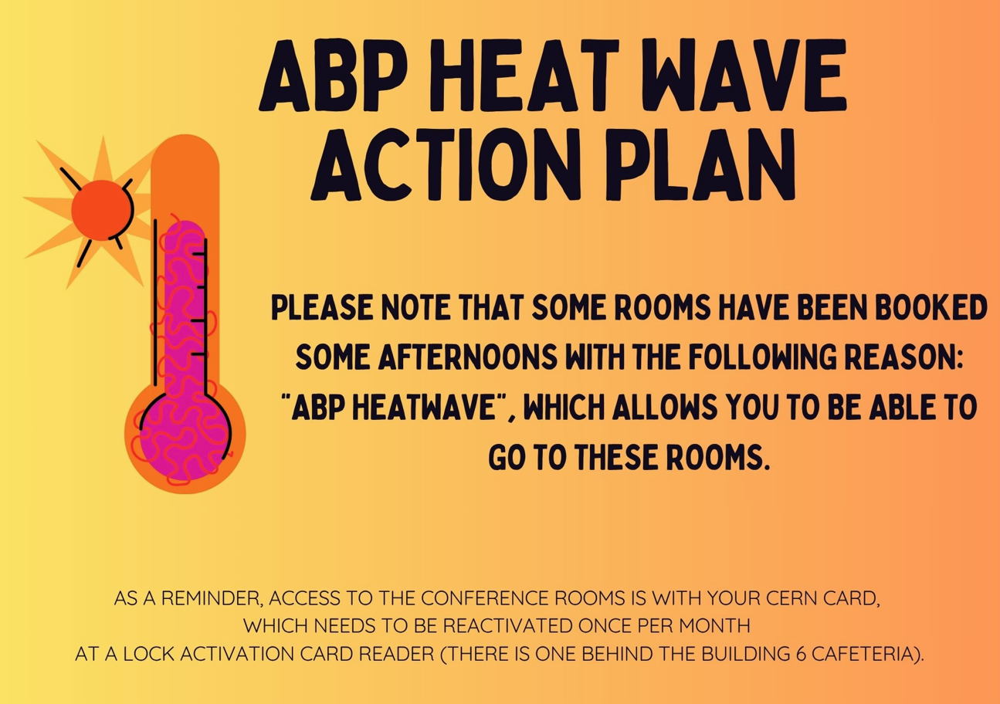 ABP HEAT WAVE
ACTION PLAN
PLEASE NOTE THAT SOME ROOMS HAVE BEEN BOOKED
SOME AFTERNOONS WITH THE FOLLOWING REASON:
"ABP HEATWAVE", WHICH ALLOWS YOU TO BE ABLE TO
GO TO THESE ROOMS.
AS A REMINDER, ACCESS TO THE CONFERENCE ROOMS IS WITH YOUR CERN CARD,
WHICH NEEDS TO BE REACTIVATED ONCE PER MONTH
AT A LOCK ACTIVATION CARD READER (THERE IS ONE BEHIND THE BUILDING 6 CAFETERIA).